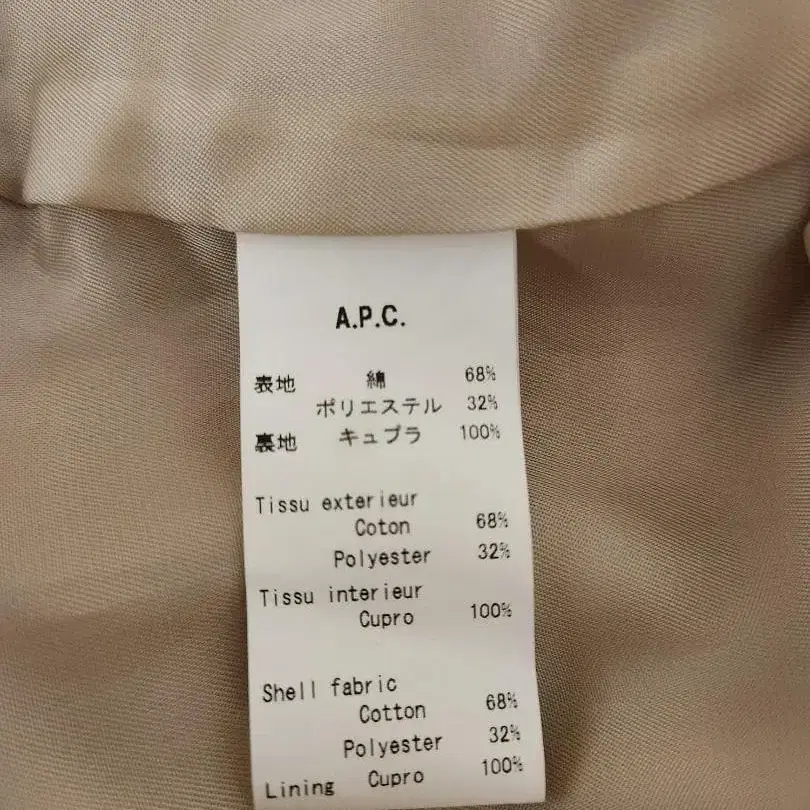 A.P.C.
表地 綿 68%
ポリエステル 32%
裏地 キュプラ 100%
Tissu exterieur
Coton 68%
Polyester 32%
Tissu interieur
Cupro 100%
Shell fabric
Cotton 68%
Polyester 32%
Lining Cupro 100%